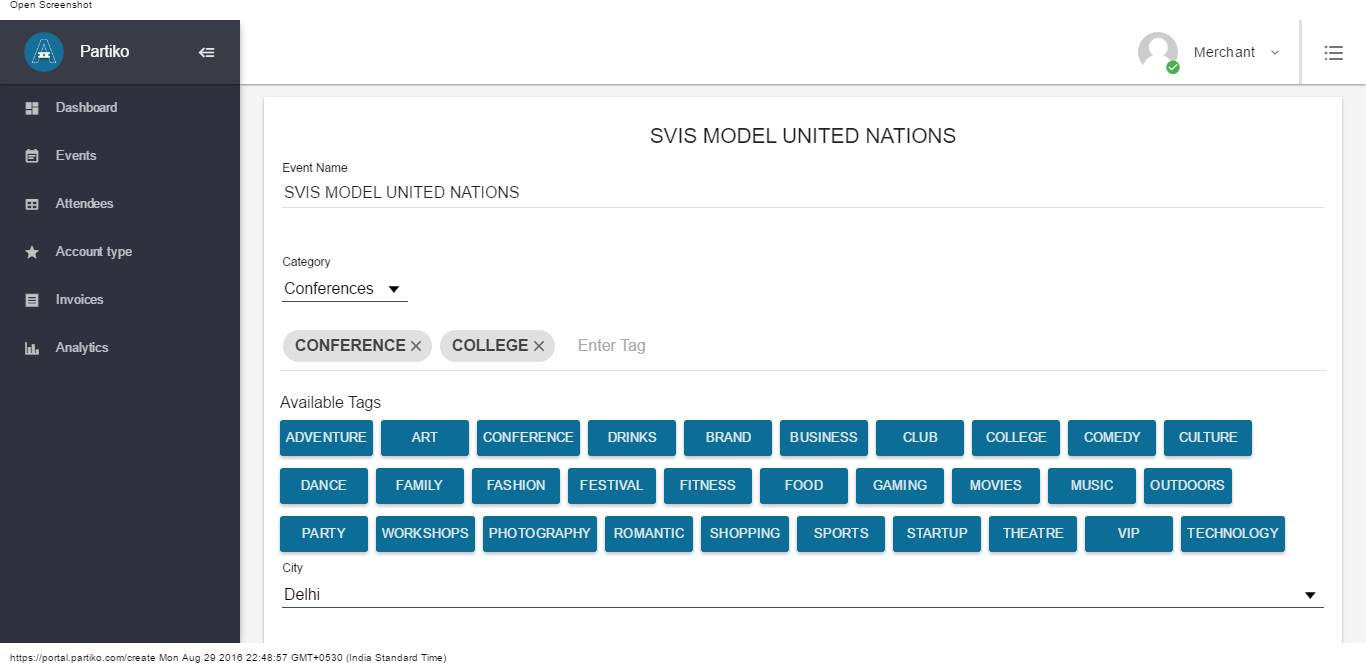 Open Screenshot
Partiko
Merchant
Dashboard
Events
Attendees
Account type
Invoices
Analytics
SVIS MODEL UNITED NATIONS
Event Name
SVIS MODEL UNITED NATIONS
Category
Conferences
CONFERENCE COLLEGE Enter Tag
Available Tags
ADVENTURE ART CONFERENCE DRINKS BRAND BUSINESS CLUB COLLEGE COMEDY CULTURE
DANCE FAMILY FASHION FESTIVAL FITNESS FOOD GAMING MOVIES MUSIC OUTDOORS
PARTY WORKSHOPS PHOTOGRAPHY ROMANTIC SHOPPING SPORTS STARTUP THEATRE VIP TECHNOLOGY
City
Delhi
https://portal.partiko.com/create Mon Aug 29 2016 22:48:57 GMT+0530 (India Standard Time)